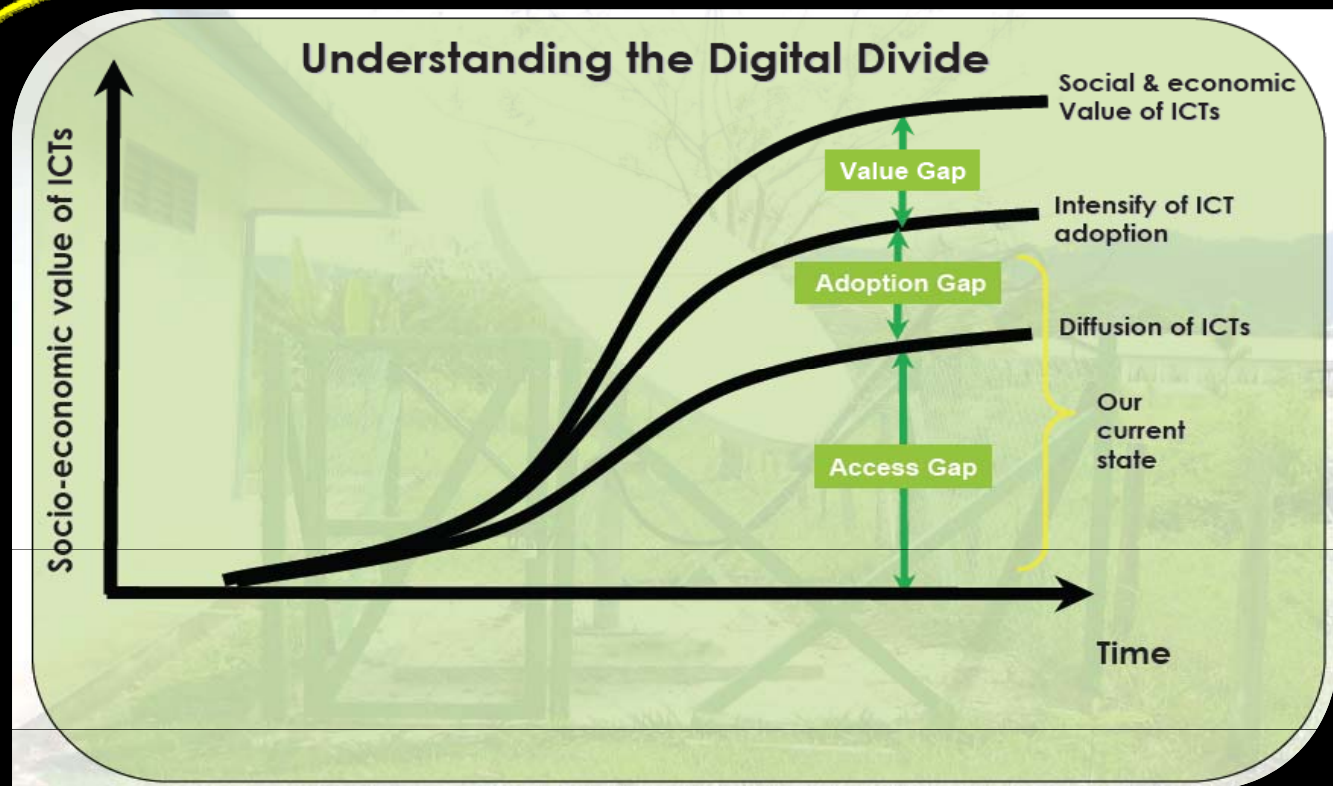 Understanding the Digital Divide
Socio-economic value of ICTs
Social & economic
Value of ICTs
Value Gap
Intensify of ICT
adoption
Adoption Gap
Diffusion of ICTs
Our
current
state
Access Gap
Time